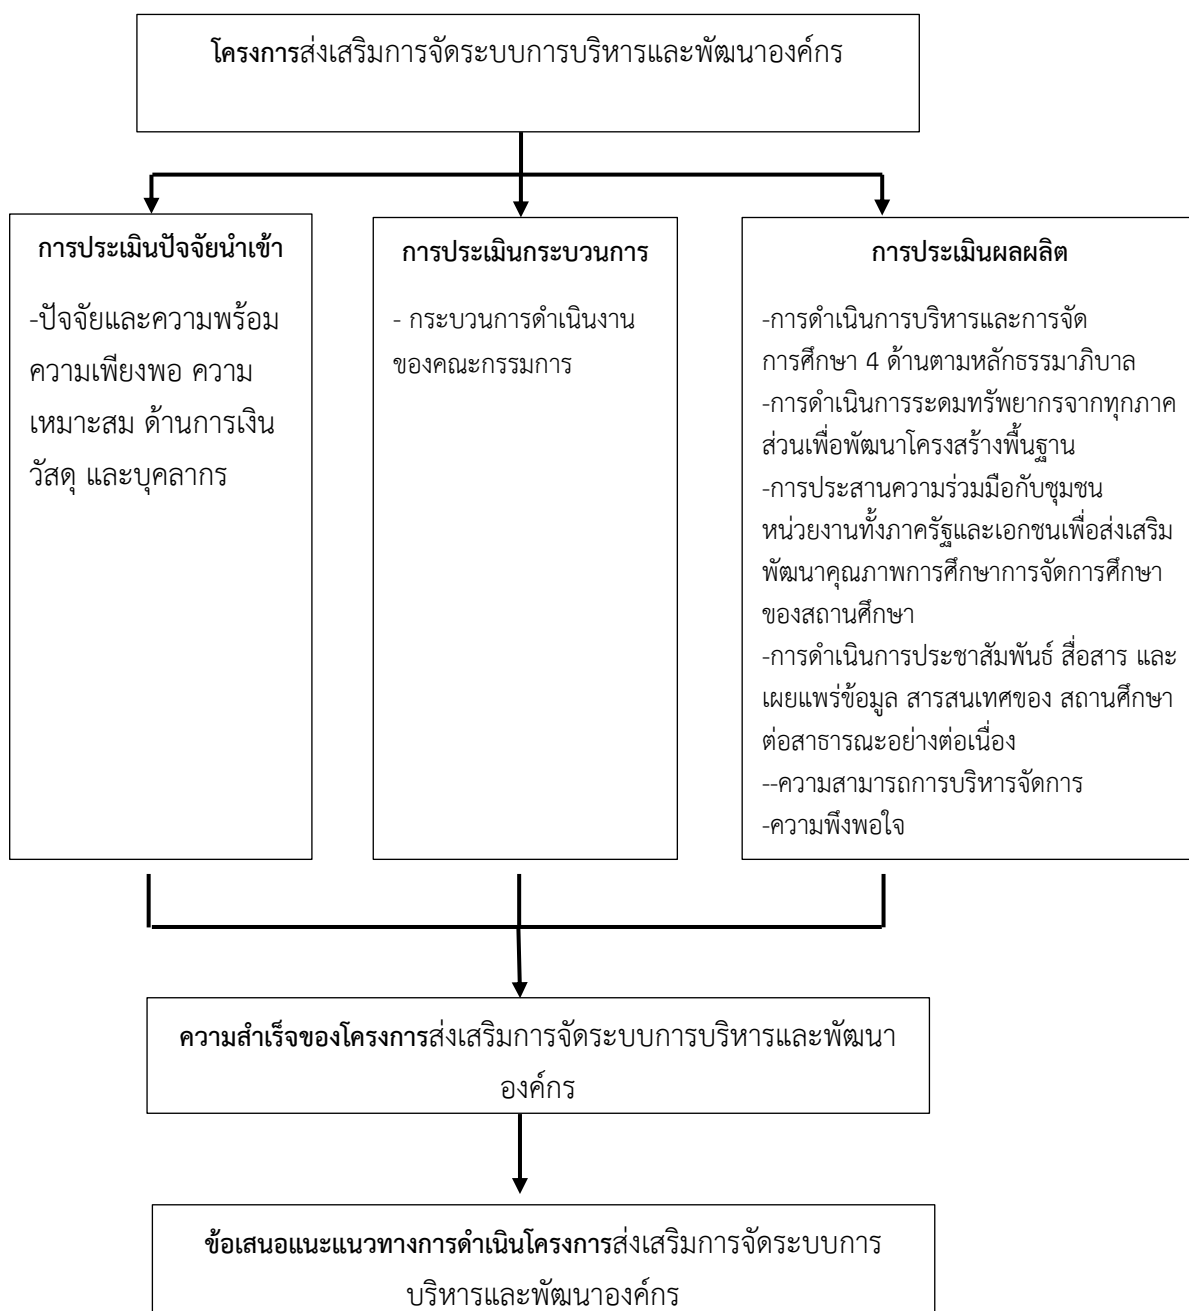 โครงการส่งเสริมการจัดระบบการบริหารและพัฒนาองค์กร
การประเมินปัจจัยนำเข้า
-ปัจจัยและความพร้อม
ความเพียงพอ ความ
เหมาะสม ด้านการเงิน
วัสดุ และบุคลากร
การประเมินกระบวนการ
- กระบวนการดำเนินงาน
ของคณะกรรมการ
การประเมินผลผลิต
-การดำเนินการบริหารและการจัด
การศึกษา 4 ด้านตามหลักธรรมาภิบาล
-การดำเนินการระดมทรัพยากรจากทุกภาค
ส่วนเพื่อพัฒนาโครงสร้างพื้นฐาน
-การประสานความร่วมมือกับชุมชน
หน่วยงานทั้งภาครัฐและเอกชนเพื่อส่งเสริม
พัฒนาคุณภาพการศึกษาการจัดการศึกษา
ของสถานศึกษา
-การดำเนินการประชาสัมพันธ์ สื่อสาร และ
เผยแพร่ข้อมูล สารสนเทศของ สถานศึกษา
ต่อสาธารณะอย่างต่อเนื่อง
--ความสามารถการบริหารจัดการ
-ความพึงพอใจ
ความสำเร็จของโครงการส่งเสริมการจัดระบบการบริหารและพัฒนา
องค์กร
ข้อเสนอแนะแนวทางการดำเนินโครงการส่งเสริมการจัดระบบการ
บริหารและพัฒนาองค์กร